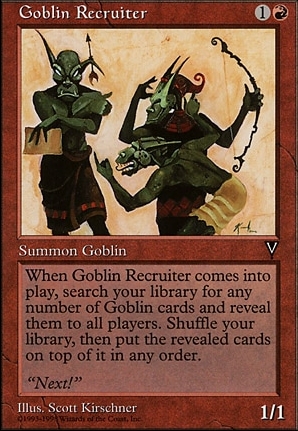 Goblin Recruiter 1
Summon Goblin
When Goblin Recruiter comes into
play, search your library for any
number of Goblin cards and reveal
them to all players. Shuffle your
library, then put the revealed cards
on top of it in any order.
"Next!"
Illus. Scott Kirschner
1/1